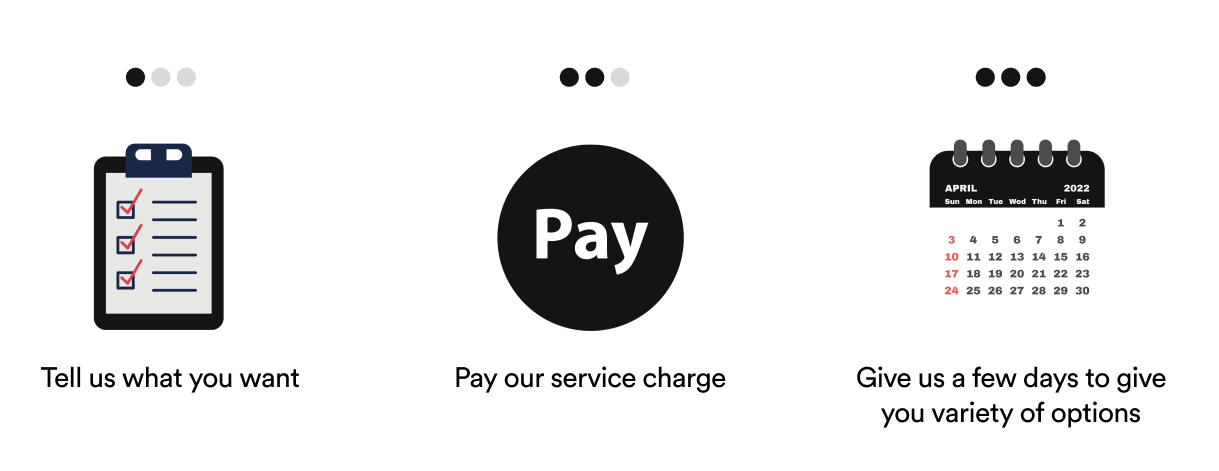 Pay
APRIL 2022
Sun Mon Tue Wed Thu Fri Sat
1 2
3 4 5 6 7 8 9
10 11 12 13 14 15 16
17 18 19 20 21 22 23
24 25 26 27 28 29 30
Tell us what you want
Pay our service charge
Give us a few days to give
you variety of options